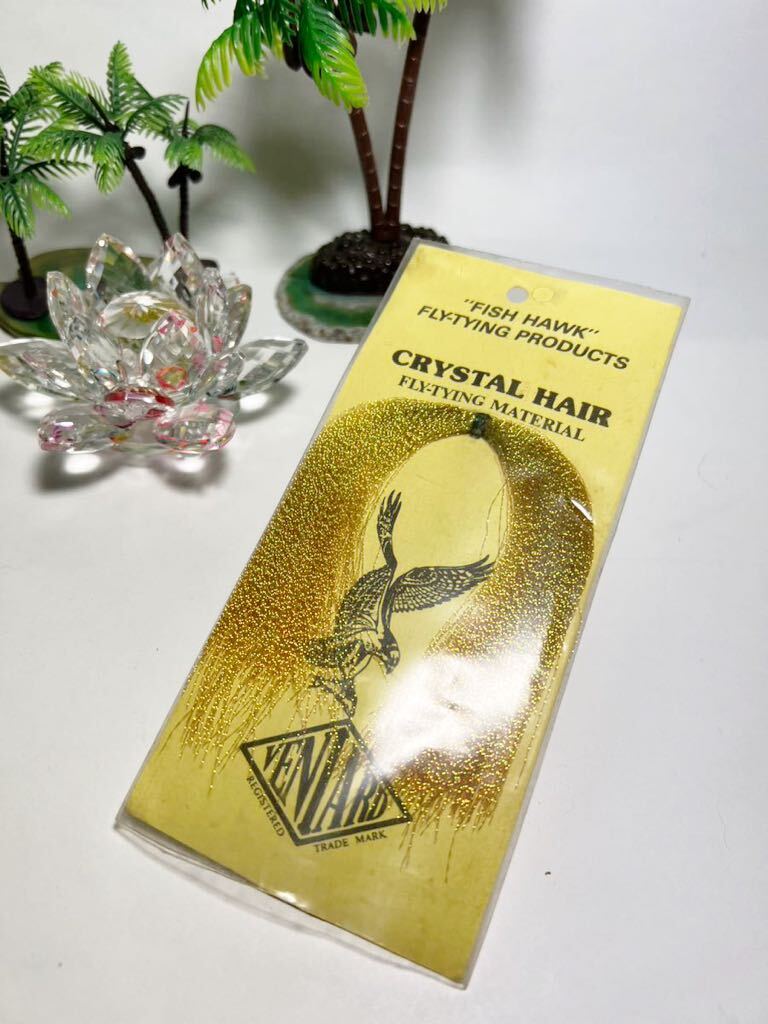 "FISH HAWK"
FLY-TYING PRODUCTS
CRYSTAL HAIR
FLY-TYING MATERIAL
VENIARD
REGISTERED
TRADE MARK